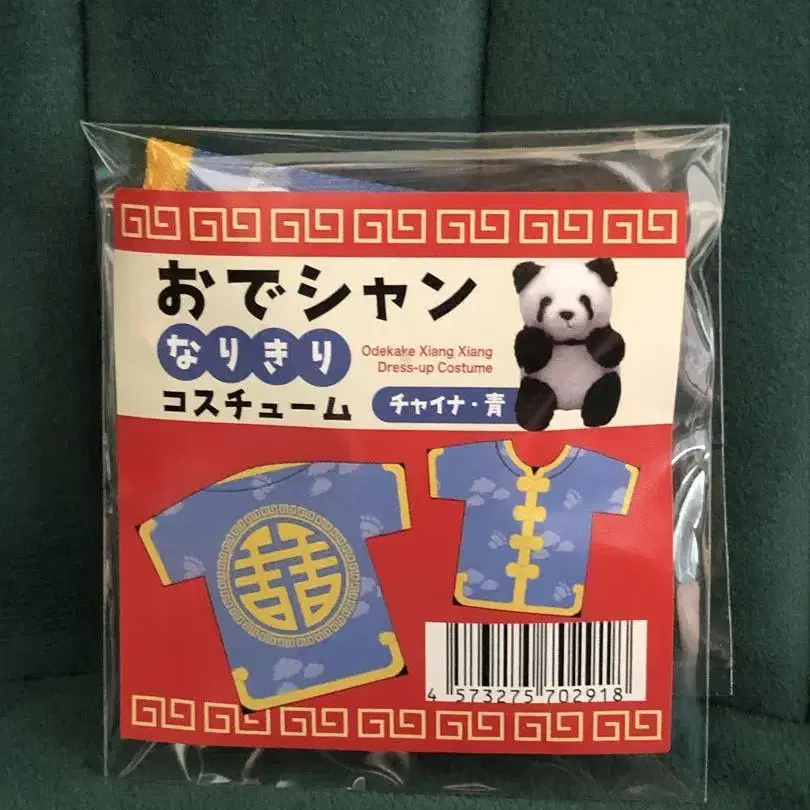 おでシャン
なりきり
Odekake Xiang Xiang
Dress-up Costume
コスチューム
チャイナ・青
囍
4 573275 702918